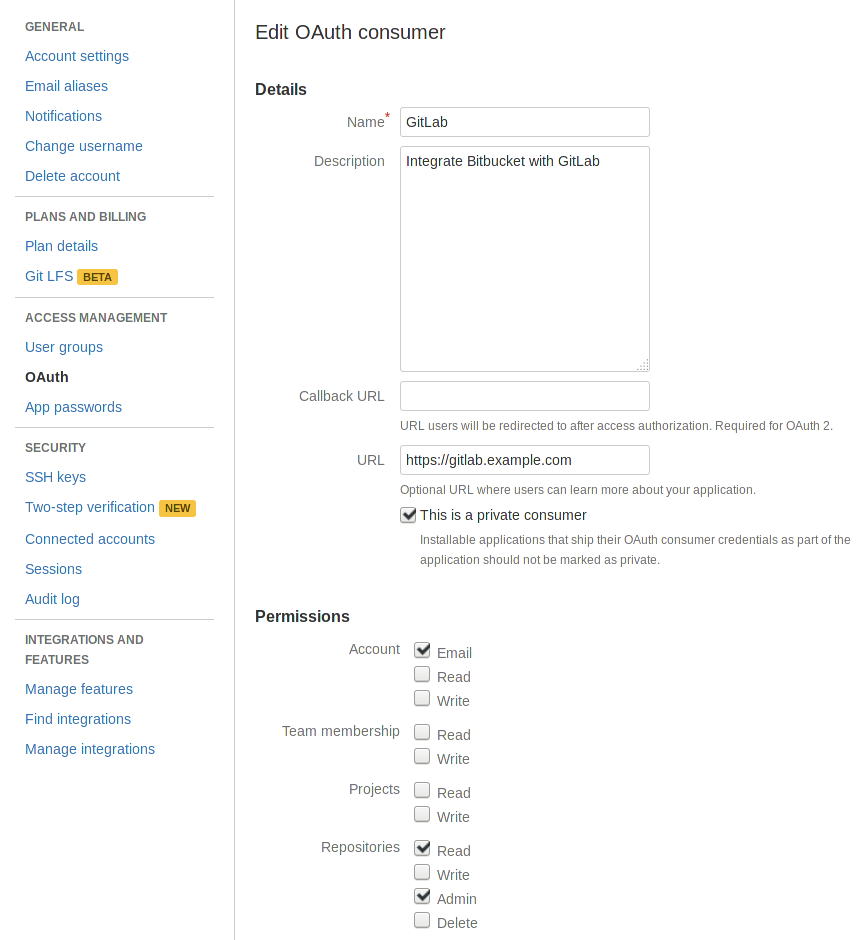 GENERAL
Account settings
Email aliases
Notifications
Change username
Delete account
PLANS AND BILLING
Plan details
Git LFS BETA
ACCESS MANAGEMENT
User groups
OAuth
App passwords
SECURITY
SSH keys
Two-step verification NEW
Connected accounts
Sessions
Audit log
INTEGRATIONS AND
FEATURES
Manage features
Find integrations
Manage integrations
Edit OAuth consumer
Details
Name* GitLab
Description Integrate Bitbucket with GitLab
Callback URL
URL users will be redirected to after access authorization. Required for OAuth 2.
URL https://gitlab.example.com
Optional URL where users can learn more about your application.
This is a private consumer
Installable applications that ship their OAuth consumer credentials as part of the
application should not be marked as private.
Permissions
Account Email
Read
Write
Team membership Read
Write
Projects Read
Write
Repositories Read
Write
Admin
Delete